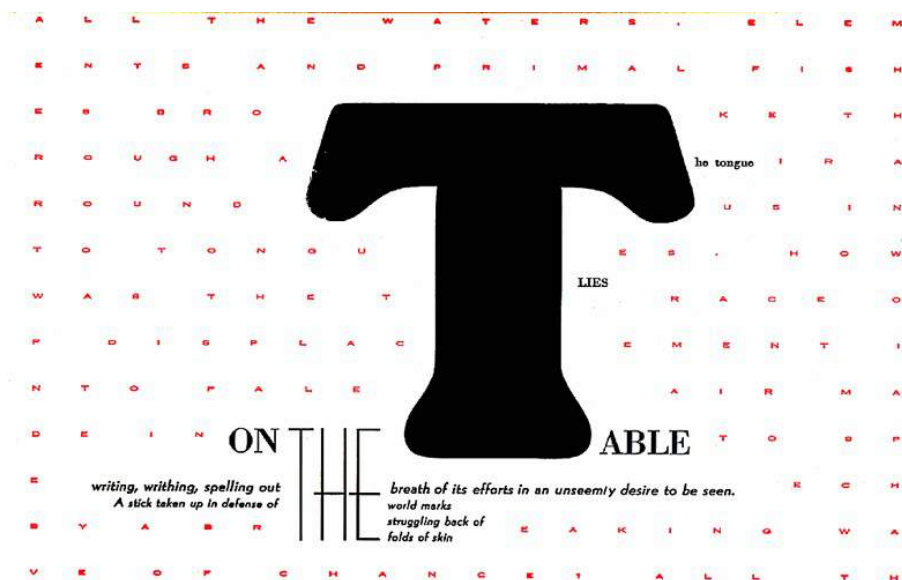 A L L T H E W A T E R S , E L E M
E N T S A N D P R I M A L F I S H
E S B R O K E T H
T
R O U G H A he tongue I R A
R O U N D U S I N
T O T O N G U E S . H O W
LIES
W A S T H E T R A C E O
F D I S P L A C E M E N T I
N T O P A L E A I R M A
D E I N ON THE ABLE T O S P
E E C H
writing, writhing, spelling out breath of its efforts in an unseemly desire to be seen.
A stick taken up in defense of world marks
struggling back of
B Y A B R E A K I N G W A
folds of skin
V E O F C H A N C E ? A L L T H